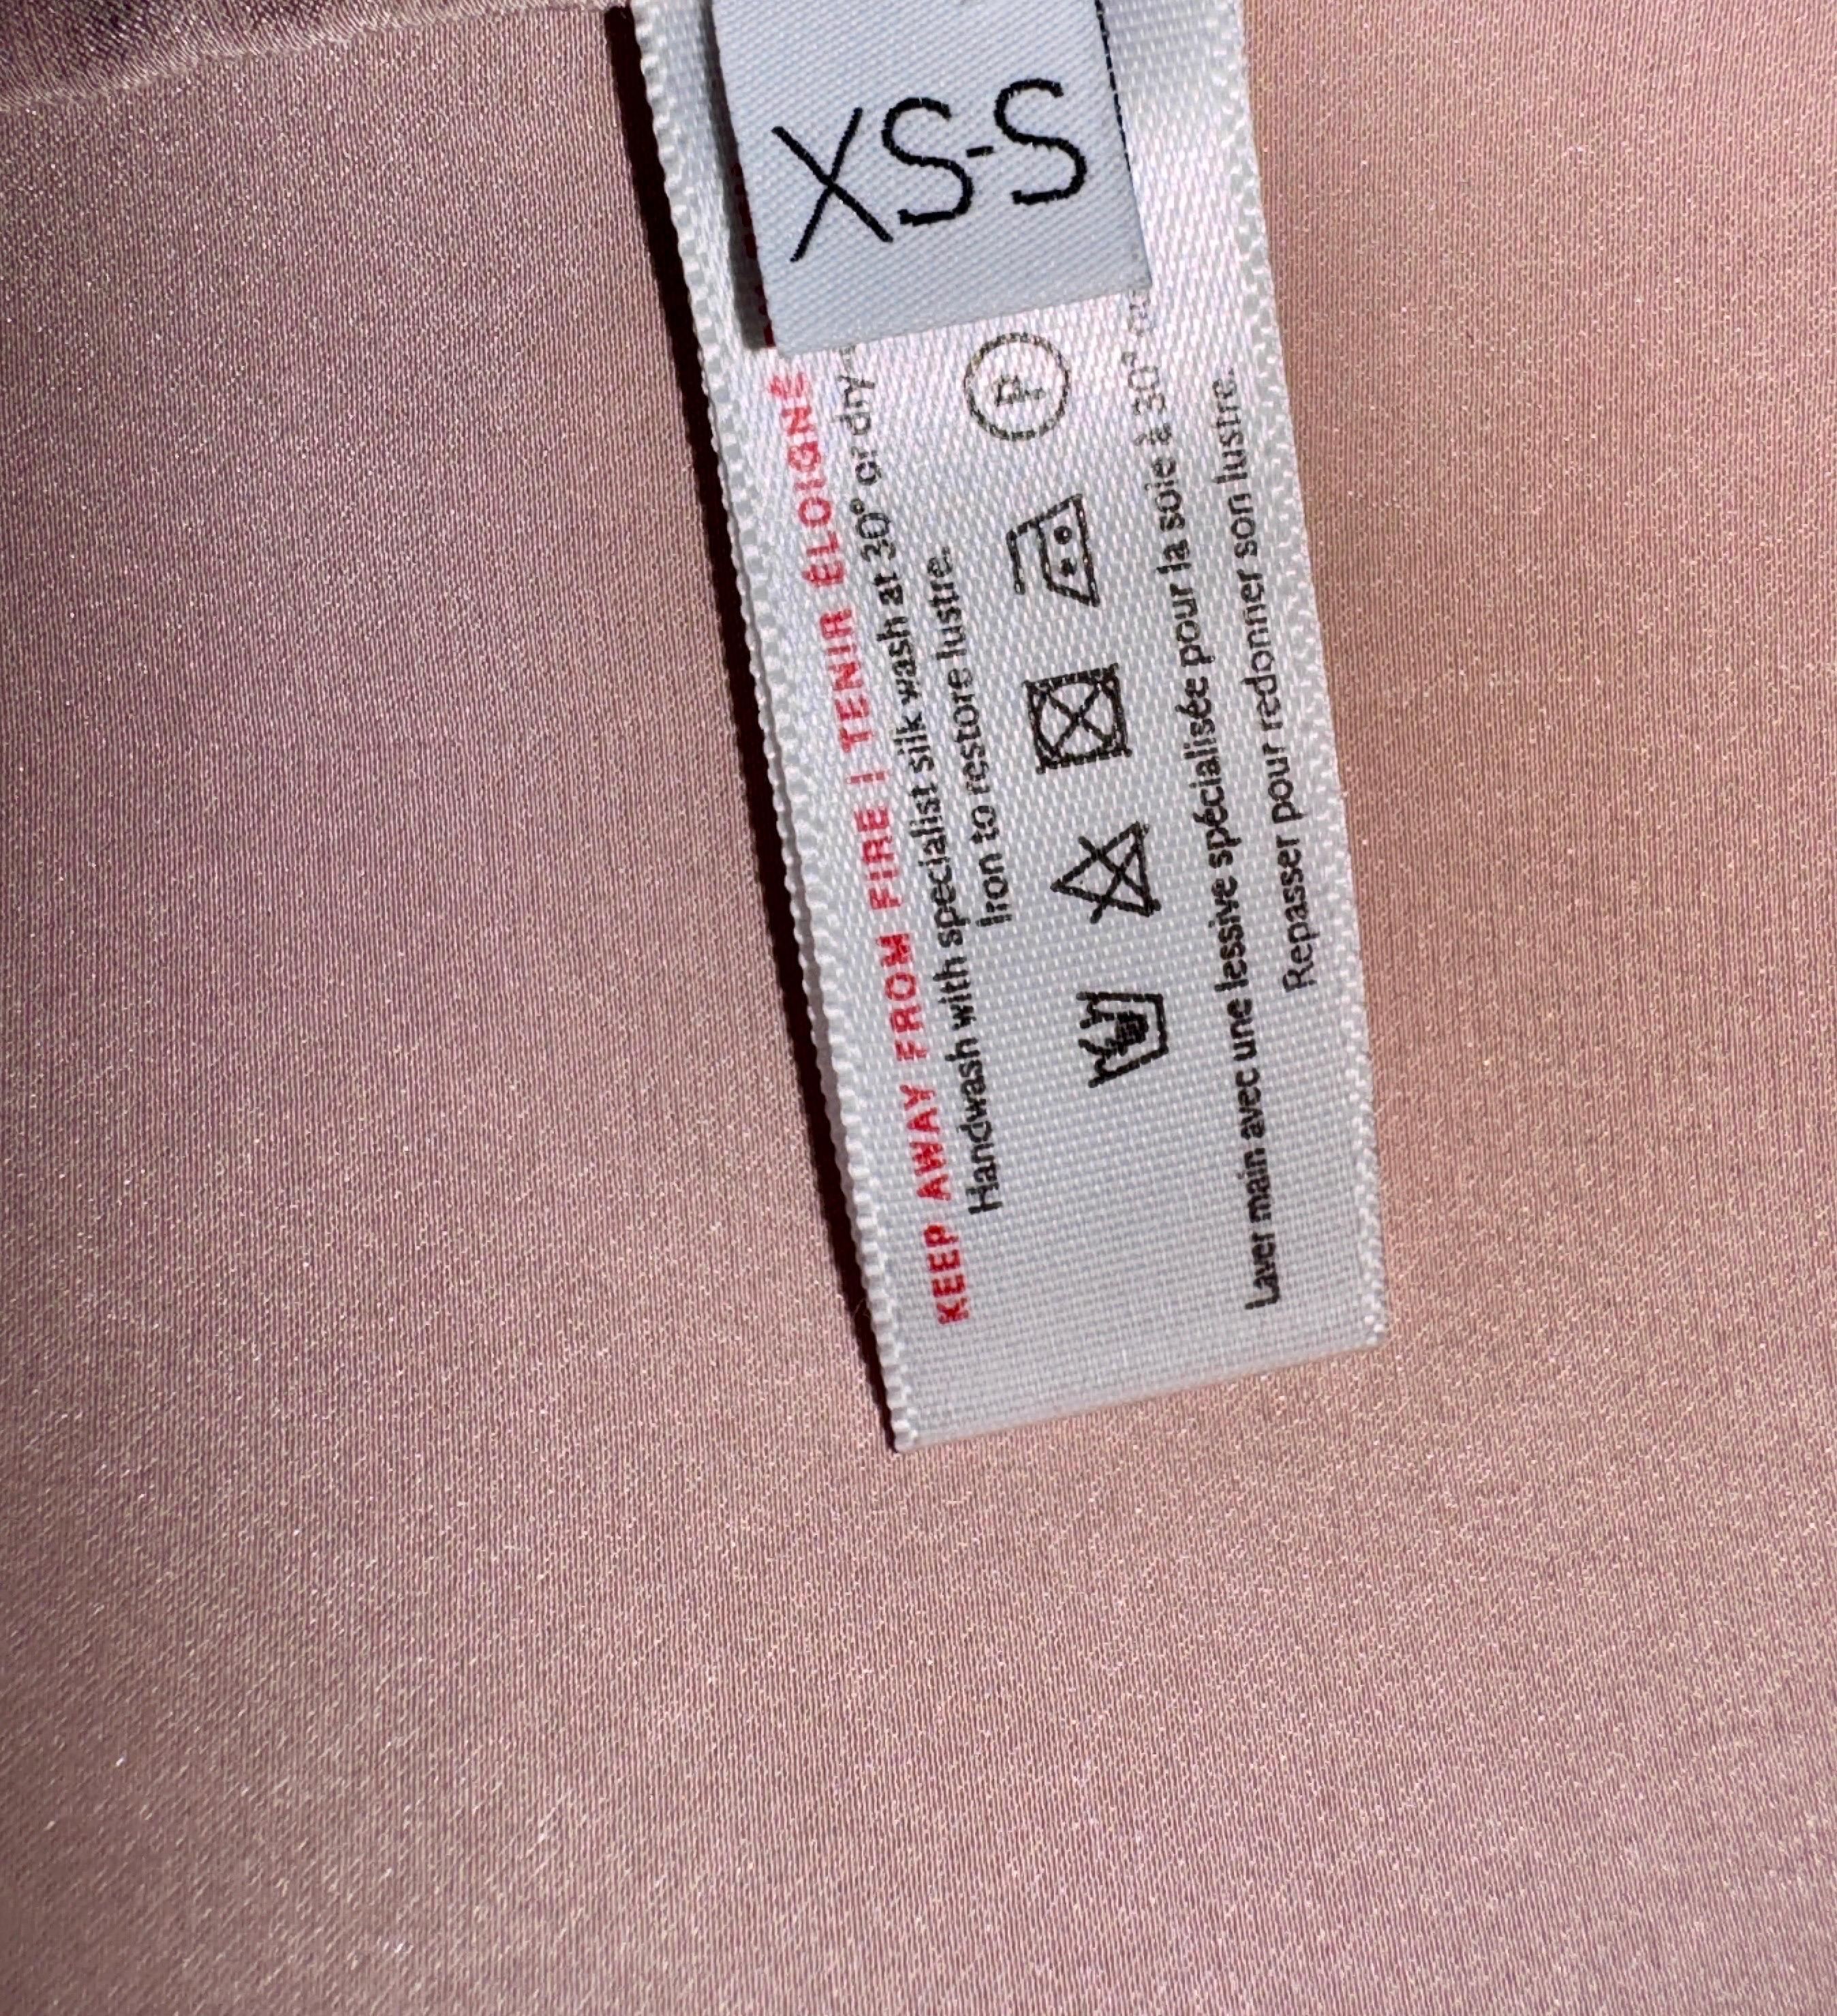 XS-S
KEEP AWAY FROM FIRE | TENIR ÉLOIGNÉ
Handwash with specialist silk wash at 30° or dry
Iron to restore lustre.
P
Laver main avec une lessive spécialisée pour la soie à 30°
Repasser pour redonner son lustre.